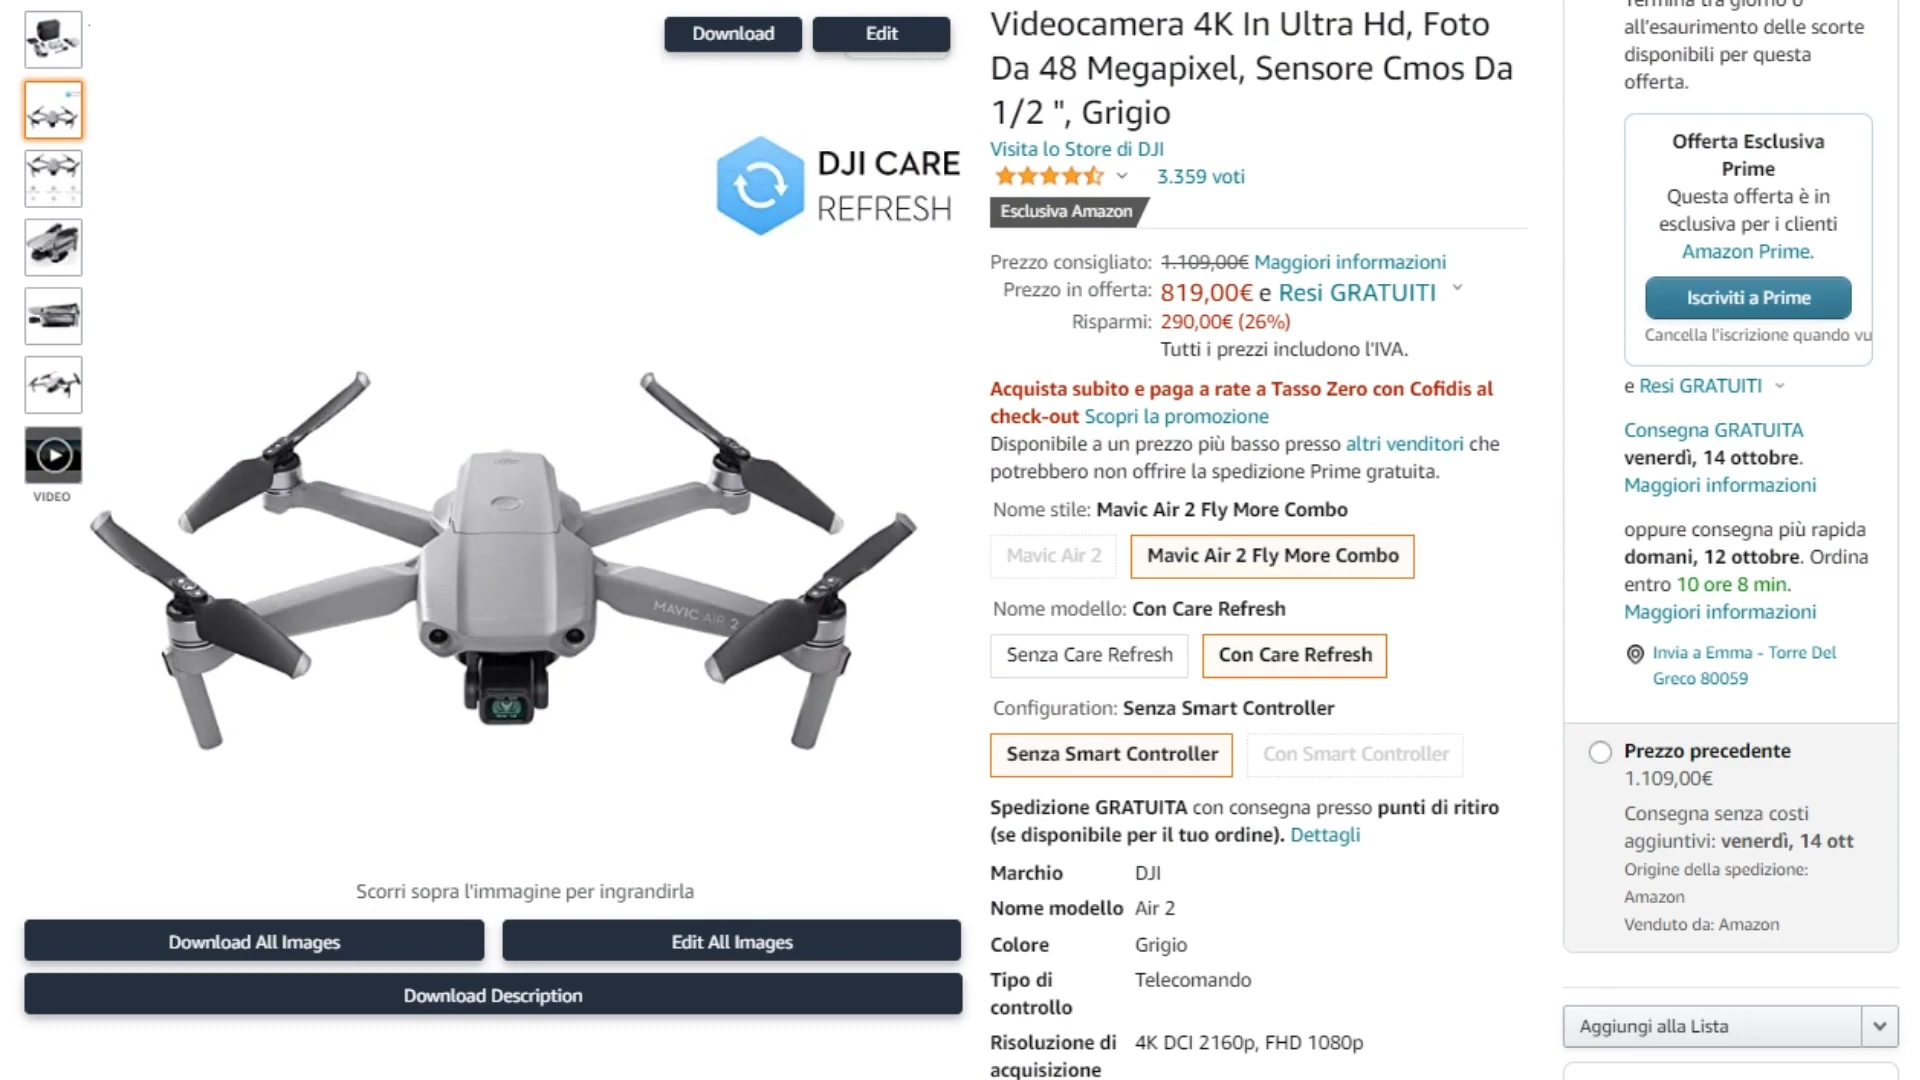 Download
Edit
DJI CARE
REFRESH
MAVIC AIR 2
VIDEO
Scorri sopra l'immagine per ingrandirla
Download All Images
Edit All Images
Download Description
Videocamera 4K In Ultra Hd, Foto
Da 48 Megapixel, Sensore Cmos Da
1/2 ", Grigio
Visita lo Store di DJI
3.359 voti
Esclusiva Amazon
Prezzo consigliato: 1.109,00€ Maggiori informazioni
Prezzo in offerta: 819,00€ e Resi GRATUITI
Risparmi: 290,00€ (26%)
Tutti i prezzi includono l'IVA.
Acquista subito e paga a rate a Tasso Zero con Cofidis al
check-out Scopri la promozione
Disponibile a un prezzo più basso presso altri venditori che
potrebbero non offrire la spedizione Prime gratuita.
Nome stile: Mavic Air 2 Fly More Combo
Mavic Air 2
Mavic Air 2 Fly More Combo
Nome modello: Con Care Refresh
Senza Care Refresh
Con Care Refresh
Configuration: Senza Smart Controller
Senza Smart Controller
Con Smart Controller
Spedizione GRATUITA con consegna presso punti di ritiro
(se disponibile per il tuo ordine). Dettagli
Marchio DJI
Nome modello Air 2
Colore Grigio
Tipo di Telecomando
controllo
Risoluzione di 4K DCI 2160p, FHD 1080p
acquisizione
Termina tra giorno o
all'esaurimento delle scorte
disponibili per questa
offerta.
Offerta Esclusiva
Prime
Questa offerta è in
esclusiva per i clienti
Amazon Prime.
Iscriviti a Prime
Cancella l'iscrizione quando vu
e Resi GRATUITI
Consegna GRATUITA
venerdì, 14 ottobre.
Maggiori informazioni
oppure consegna più rapida
domani, 12 ottobre. Ordina
entro 10 ore 8 min.
Maggiori informazioni
Invia a Emma - Torre Del
Greco 80059
Prezzo precedente
1.109,00€
Consegna senza costi
aggiuntivi: venerdì, 14 ott
Origine della spedizione:
Amazon
Venduto da: Amazon
Aggiungi alla Lista